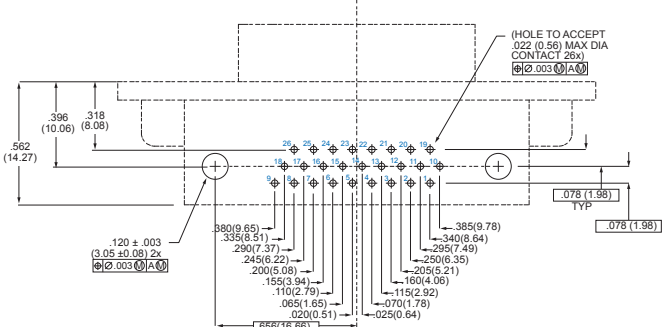 (HOLE TO ACCEPT
.022 (0.56) MAX DIA
CONTACT 26x)
⌖ Ø .003 Ⓜ A Ⓜ
.562
(14.27)
.396
(10.06)
.318
(8.08)
26 25 24 23 22 21 20 19
18 17 16 15 14 13 12 11 10
9 8 7 6 5 4 3 2 1
.078 (1.98)
TYP
.078 (1.98)
.120 ± .003
(3.05 ±0.08) 2x
⌖ Ø .003 Ⓜ A Ⓜ
.380(9.65)
.335(8.51)
.290(7.37)
.245(6.22)
.200(5.08)
.155(3.94)
.110(2.79)
.065(1.65)
.020(0.51)
.385(9.78)
.340(8.64)
.295(7.49)
.250(6.35)
.205(5.21)
.160(4.06)
.115(2.92)
.070(1.78)
.025(0.64)
.656(16.66)